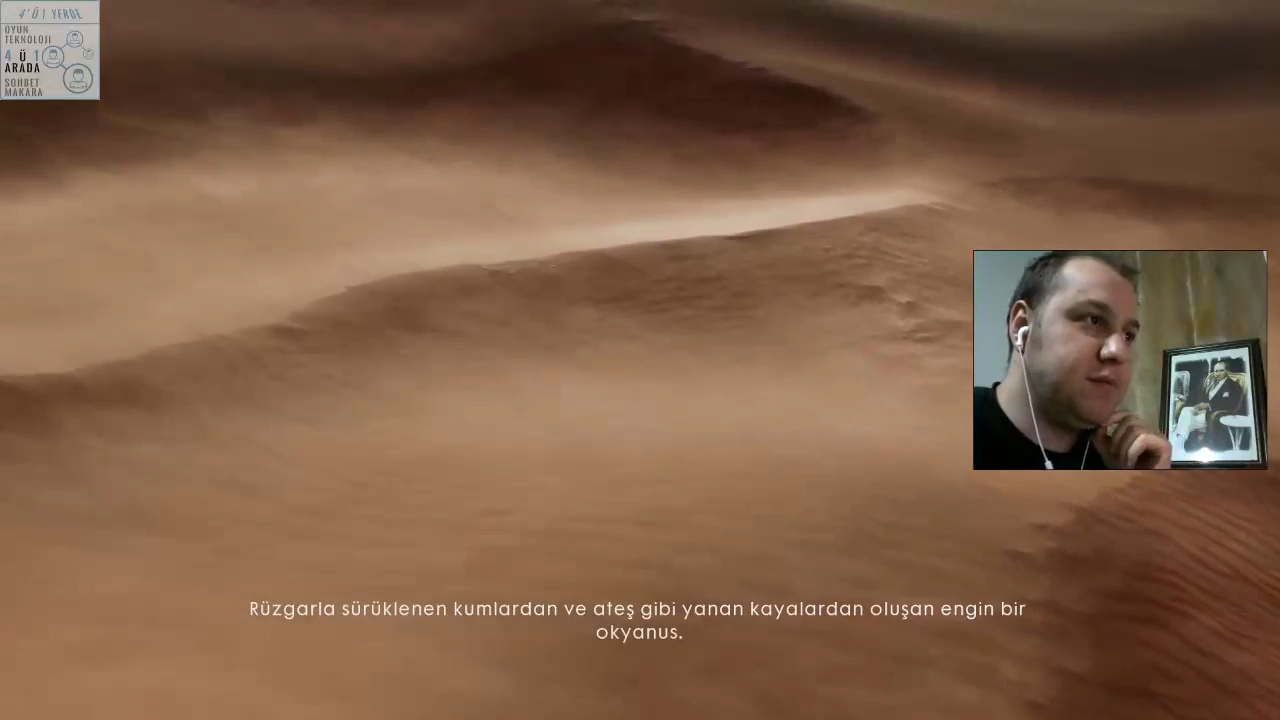 4'Ü1 YERDE
OYUN
TEKNOLOJI
4 Ü 1
ARADA
SOHBET
MAKARA
Rüzgarla sürüklenen kumlardan ve ateş gibi yanan kayalardan oluşan engin bir
okyanus.